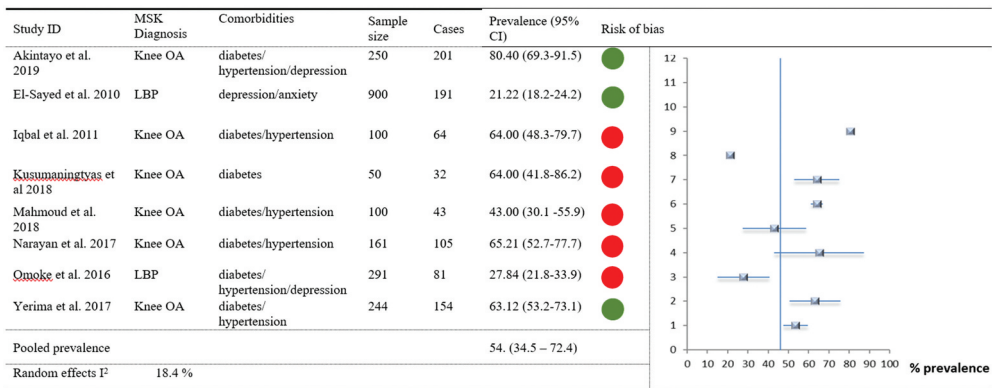 Study ID MSK Diagnosis Comorbidities Sample size Cases Prevalence (95% CI) Risk of bias
Akintayo et al. 2019 Knee OA diabetes/ hypertension/depression 250 201 80.40 (69.3-91.5)
El-Sayed et al. 2010 LBP depression/anxiety 900 191 21.22 (18.2-24.2)
Iqbal et al. 2011 Knee OA diabetes/hypertension 100 64 64.00 (48.3-79.7)
Kusumaningtyas et al 2018 Knee OA diabetes 50 32 64.00 (41.8-86.2)
Mahmoud et al. 2018 Knee OA diabetes/hypertension 100 43 43.00 (30.1 -55.9)
Narayan et al. 2017 Knee OA diabetes/hypertension 161 105 65.21 (52.7-77.7)
Omoke et al. 2016 LBP diabetes/ hypertension/depression 291 81 27.84 (21.8-33.9)
Yerima et al. 2017 Knee OA diabetes/ hypertension 244 154 63.12 (53.2-73.1)
Pooled prevalence 54. (34.5 – 72.4)
Random effects I2 18.4 %
12
11
10
9
8
7
6
5
4
3
2
1
0
0 10 20 30 40 50 60 70 80 90 100
% prevalence